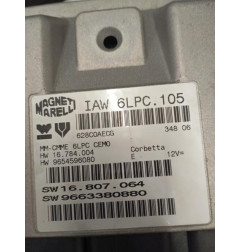 MAGNETI MARELLI
IAW 6LPC.105
628C0AECG
348 06
MM-CMME 6LPC CEMO
HW 16.764.004 Corbetta
HW 9654596080 E 12V=
SW16.807.064
SW9663380880